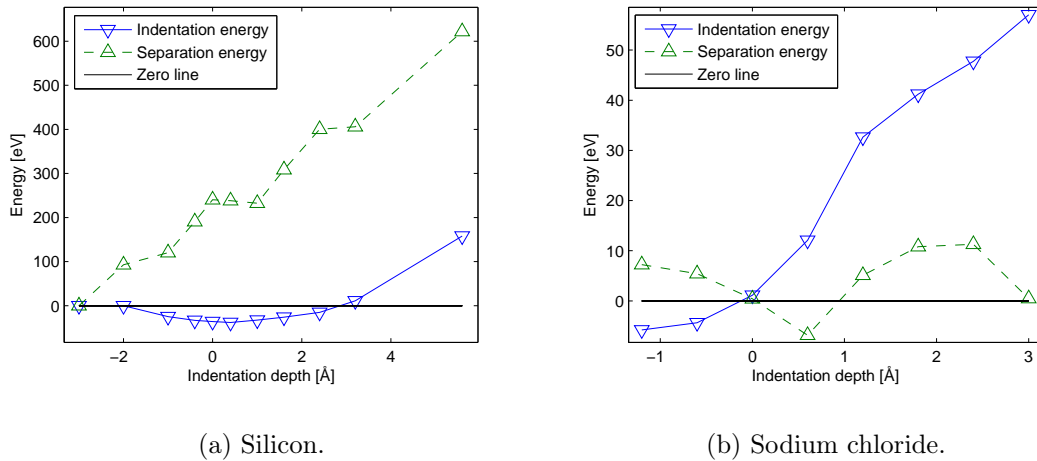 Indentation energy
Separation energy
Zero line
600
500
400
300
200
100
0
Energy [eV]
−2
0
2
4
Indentation depth [Å]
(a) Silicon.
Indentation energy
Separation energy
Zero line
50
40
30
20
10
0
Energy [eV]
−1
0
1
2
3
Indentation depth [Å]
(b) Sodium chloride.